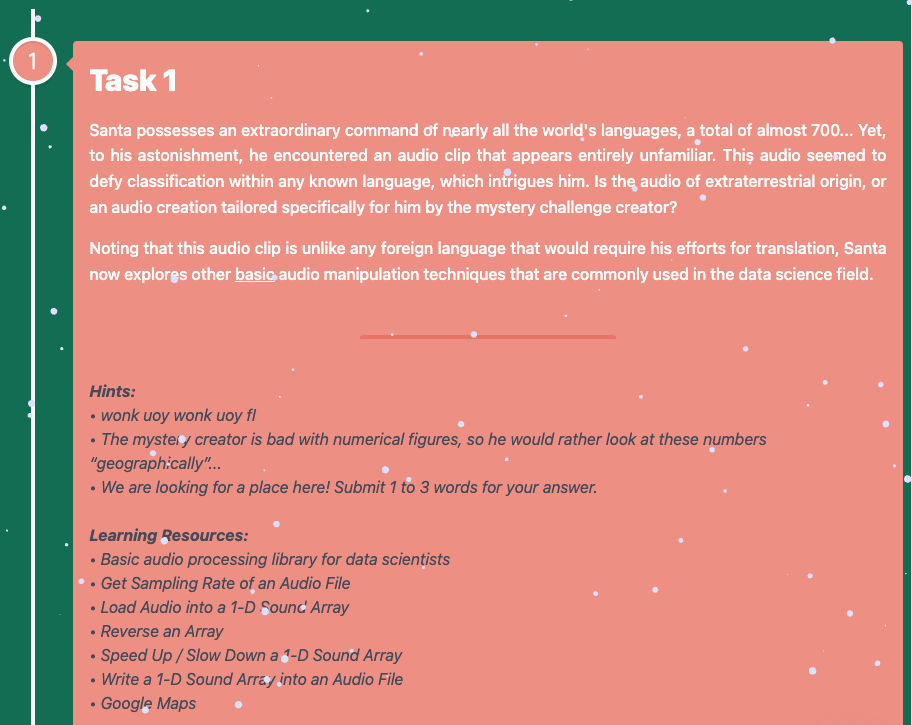 1
Task 1
Santa possesses an extraordinary command of nearly all the world's languages, a total of almost 700... Yet,
to his astonishment, he encountered an audio clip that appears entirely unfamiliar. This audio seemed to
defy classification within any known language, which intrigues him. Is the audio of extraterrestrial origin, or
an audio creation tailored specifically for him by the mystery challenge creator?
Noting that this audio clip is unlike any foreign language that would require his efforts for translation, Santa
now explores other basic audio manipulation techniques that are commonly used in the data science field.
Hints:
• wonk uoy wonk uoy fI
• The mystery creator is bad with numerical figures, so he would rather look at these numbers
“geographically”...
• We are looking for a place here! Submit 1 to 3 words for your answer.
Learning Resources:
• Basic audio processing library for data scientists
• Get Sampling Rate of an Audio File
• Load Audio into a 1-D Sound Array
• Reverse an Array
• Speed Up / Slow Down a 1-D Sound Array
• Write a 1-D Sound Array into an Audio File
• Google Maps